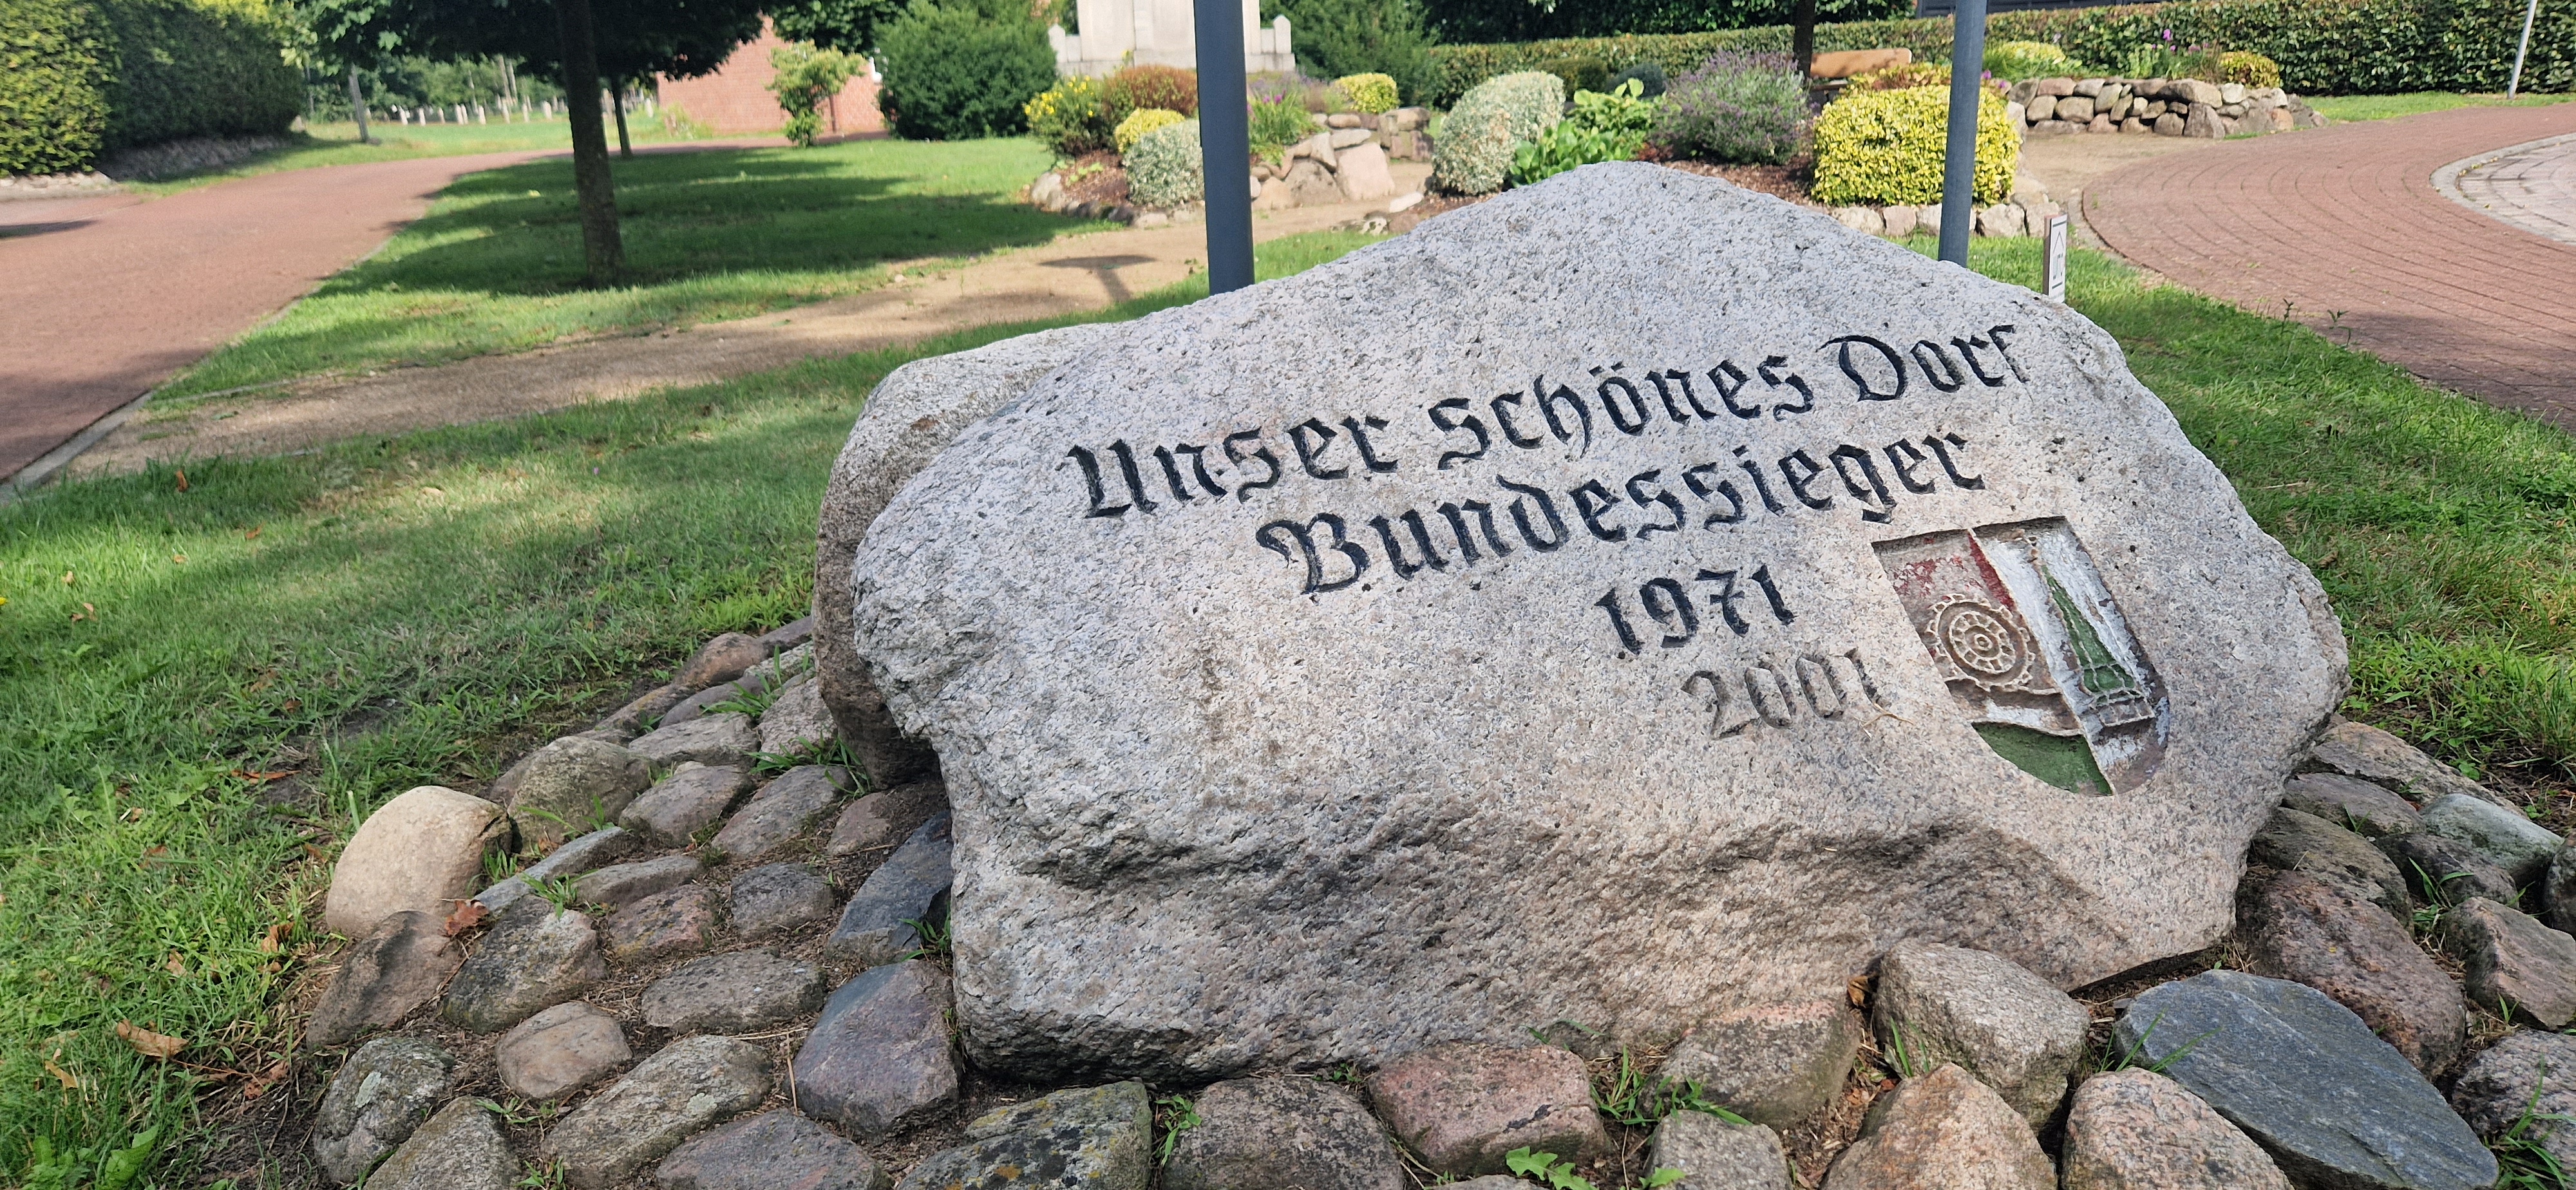 Unser schönes Dorf
Bundessieger
1971
2001